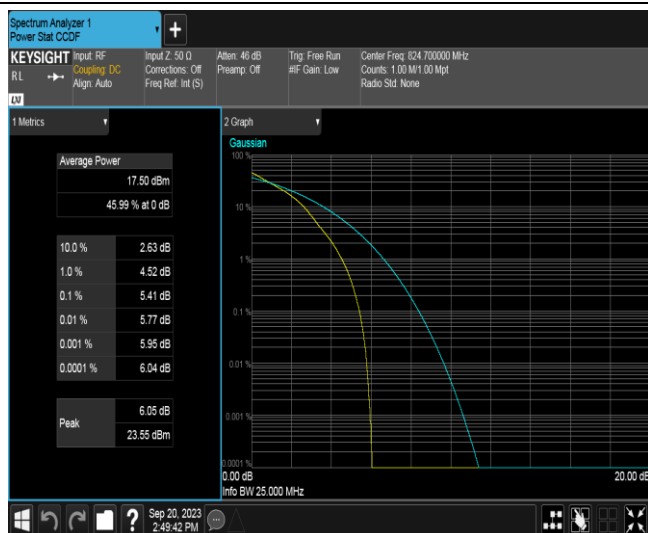 Spectrum Analyzer 1
Power Stat CCDF
+
KEYSIGHT
RL
LXI
Input: RF
Coupling: DC
Align: Auto
Input Z: 50 Ω
Corrections: Off
Freq Ref: Int (S)
Atten: 46 dB
Preamp: Off
Trig: Free Run
#IF Gain: Low
Center Freq: 824.700000 MHz
Counts: 1.00 M/1.00 Mpt
Radio Std: None
1 Metrics
Average Power
17.50 dBm
45.99 % at 0 dB
10.0 % 2.63 dB
1.0 % 4.52 dB
0.1 % 5.41 dB
0.01 % 5.77 dB
0.001 % 5.95 dB
0.0001 % 6.04 dB
Peak
6.05 dB
23.55 dBm
2 Graph
Gaussian
100 %
10 %
1 %
0.1 %
0.01 %
0.001 %
0.0001 %
0.00 dB 20.00 dB
Info BW 25.000 MHz
?
Sep 20, 2023
2:49:42 PM